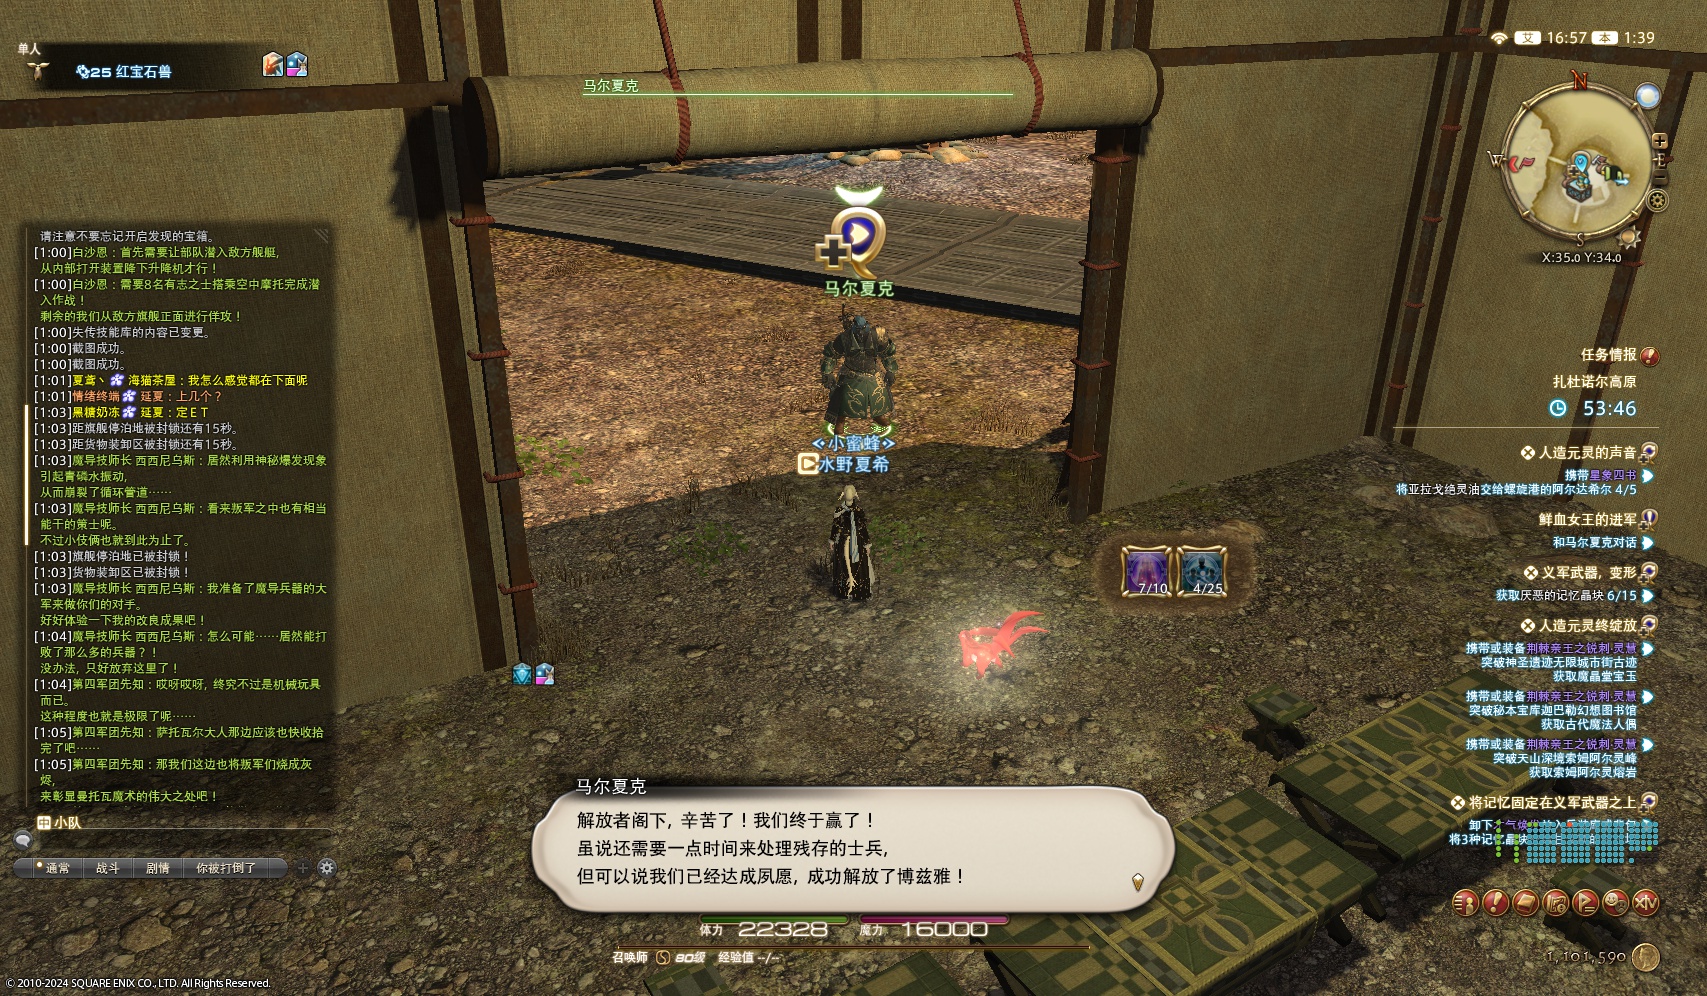 单人
25 红宝石兽
马尔夏克
艾 16:57 本 1:39
N
W
E
S
X:35.0 Y:34.0
请注意不要忘记开启发现的宝箱。
[1:00]白沙恩：首先需要让部队潜入敌方舰艇，
从内部打开装置降下升降机才行！
[1:00]白沙恩：需要8名有志之士搭乘空中摩托完成潜
入作战！
剩余的我们从敌方旗舰正面进行佯攻！
[1:00]失传技能库的内容已变更。
[1:00]截图成功。
[1:00]截图成功。
[1:01]夏鸢丶 海猫茶屋：我怎么感觉都在下面呢
[1:01]情绪终端 延夏：上几个？
[1:03]黑糖奶冻 延夏：定ＥＴ
[1:03]距旗舰停泊地被封锁还有15秒。
[1:03]距货物装卸区被封锁还有15秒。
[1:03]魔导技师长 西西尼乌斯：居然利用神秘爆发现象
引起青磷水振动，
从而崩裂了循环管道……
[1:03]魔导技师长 西西尼乌斯：看来叛军之中也有相当
能干的策士呢。
不过小伎俩也就到此为止了。
[1:03]旗舰停泊地已被封锁！
[1:03]货物装卸区已被封锁！
[1:03]魔导技师长 西西尼乌斯：我准备了魔导兵器的大
军来做你们的对手。
好好体验一下我的改良成果吧！
[1:04]魔导技师长 西西尼乌斯：怎么可能……居然能打
败了那么多的兵器？！
没办法，只好放弃这里了！
[1:04]第四军团先知：哎呀哎呀，终究不过是机械玩具
而已。
这种程度也就是极限了呢……
[1:05]第四军团先知：萨托瓦尔大人那边应该也快收拾
完了吧……
[1:05]第四军团先知：那我们这边也将叛军们烧成灰
烬，
来彰显曼托瓦魔术的伟大之处吧！
小队
通常 战斗 剧情 你被打倒了
马尔夏克
小蜜蜂
水野夏希
7/10 4/25
任务情报
扎杜诺尔高原
53:46
人造元灵的声音
携带星象四书
将亚拉戈绝灵油交给螺旋港的阿尔达希尔 4/5
鲜血女王的进军
和马尔夏克对话
义军武器，变形
获取厌恶的记忆晶块 6/15
人造元灵终绽放
携带或装备荆棘亲王之锐刺·灵慧
突破神圣遗迹无限城市街古迹
获取魔晶堂宝玉
携带或装备荆棘亲王之锐刺·灵慧
突破秘本宝库迦巴勒幻想图书馆
获取古代魔法人偶
携带或装备荆棘亲王之锐刺·灵慧
突破天山深境索姆阿尔灵峰
获取索姆阿尔灵熔岩
将记忆固定在义军武器之上
卸下
将3种记忆晶块
马尔夏克
解放者阁下，辛苦了！我们终于赢了！
虽说还需要一点时间来处理残存的士兵，
但可以说我们已经达成夙愿，成功解放了博兹雅！
体力 22328 魔力 16000
召唤师 80级 经验值 --/--
1,101,590
© 2010-2024 SQUARE ENIX CO., LTD. All Rights Reserved.